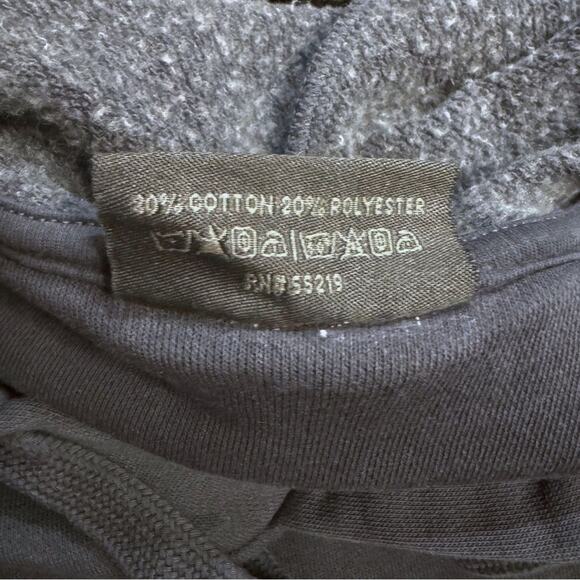 80% COTTON 20% POLYESTER
RN# 55219